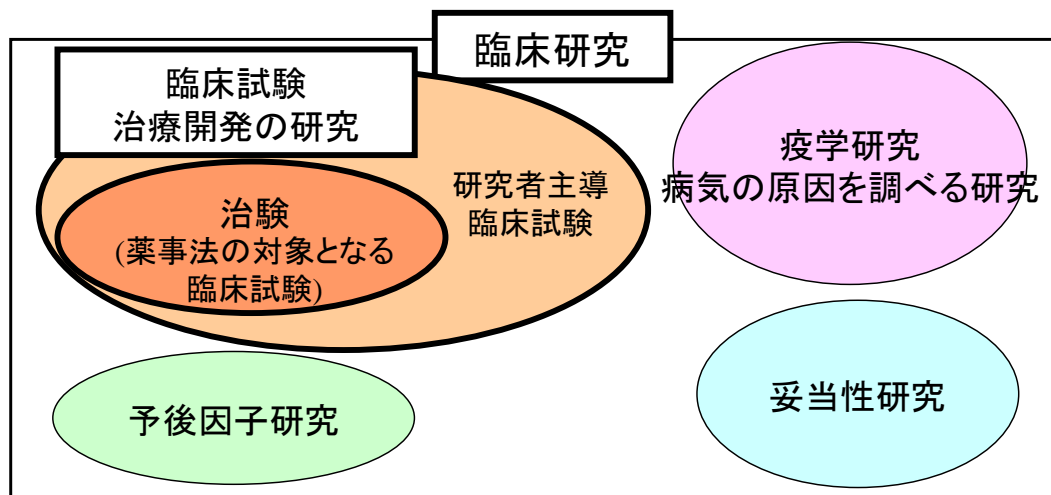 臨床研究
臨床試験
治療開発の研究
研究者主導
臨床試験
治験
(薬事法の対象となる
臨床試験)
疫学研究
病気の原因を調べる研究
予後因子研究
妥当性研究